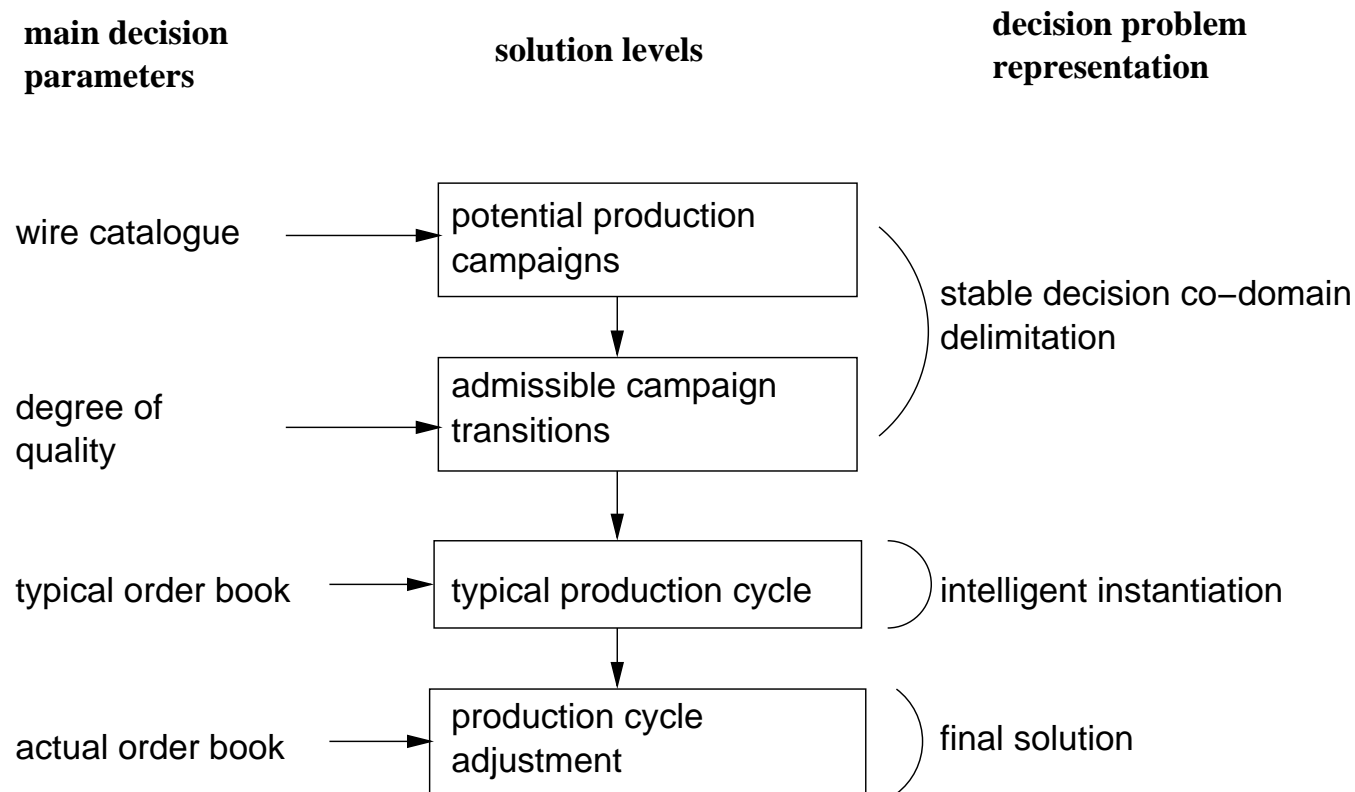 main decision
parameters
solution levels
decision problem
representation
wire catalogue
potential production
campaigns
stable decision co−domain
delimitation
degree of
quality
admissible campaign
transitions
typical order book
typical production cycle
intelligent instantiation
actual order book
production cycle
adjustment
final solution